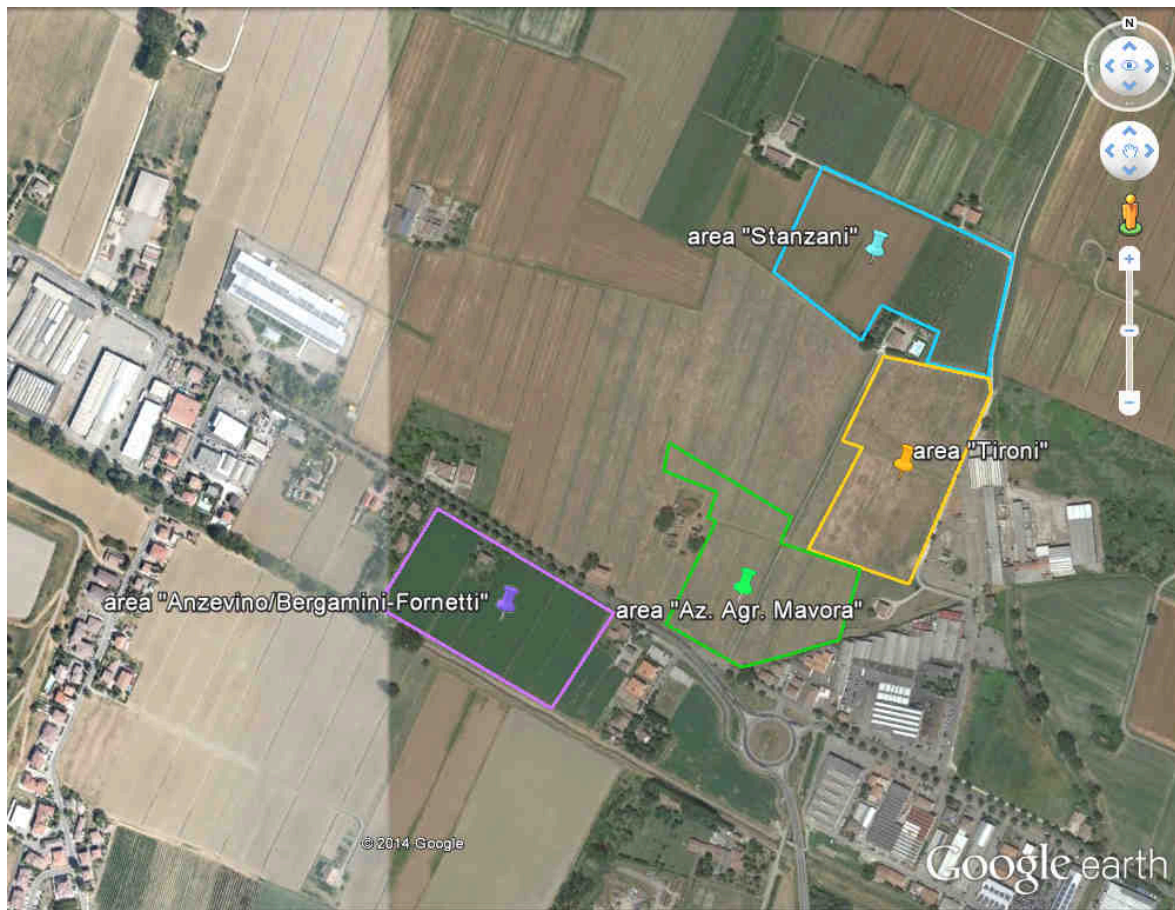 N
area "Stanzani"
area "Tironi"
area "Anzevino/Bergamini-Fornetti"
area "Az. Agr. Mavora"
© 2014 Google
Google earth